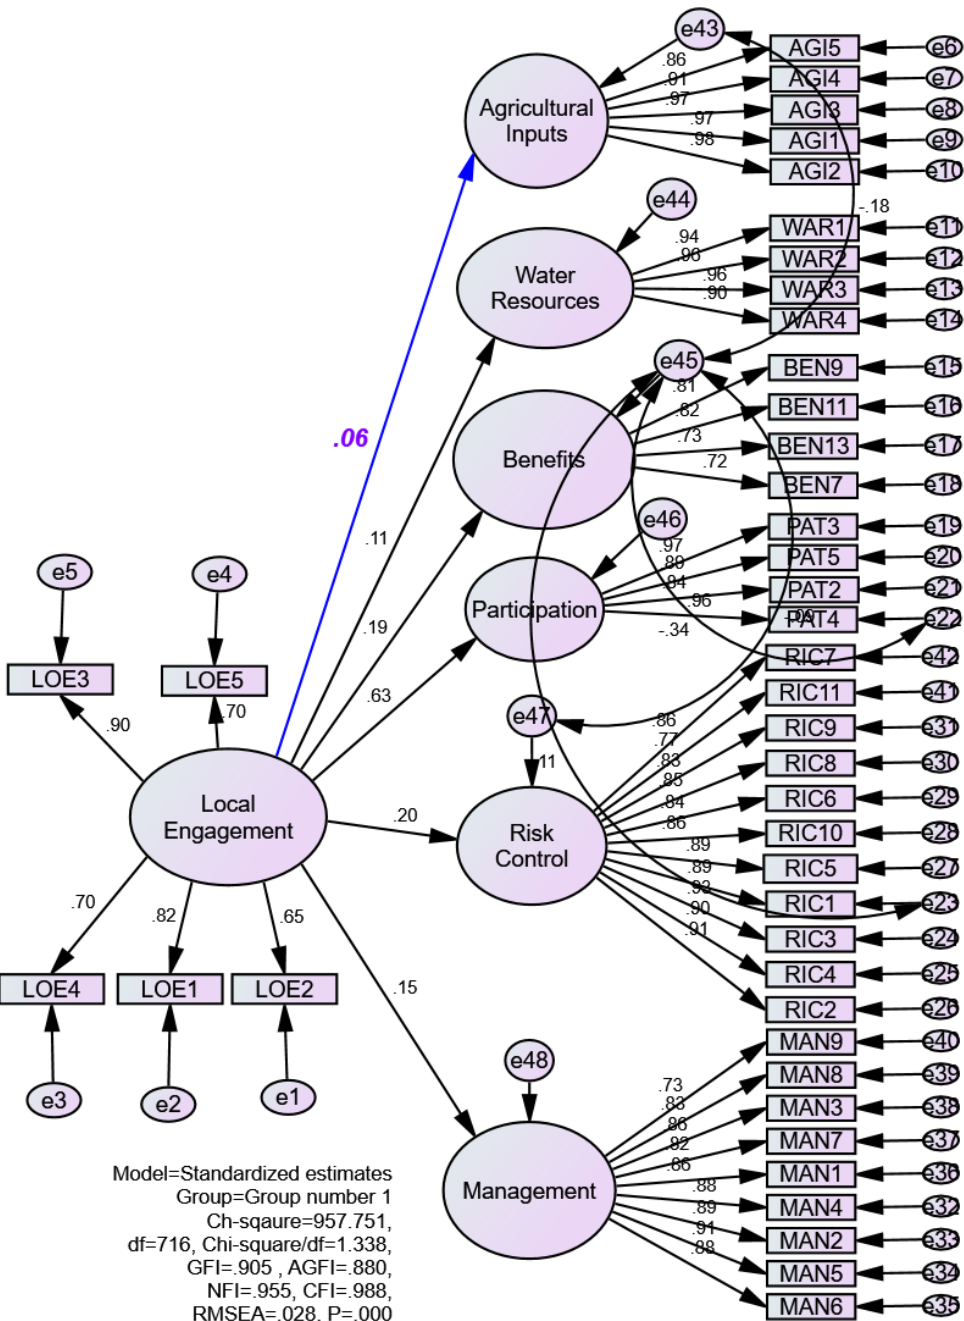 e43
AGI5
e6
.86
AGI4
e7
.91
Agricultural
Inputs
.97
AGI3
e8
.97
AGI1
e9
.98
AGI2
e10
-.18
e44
WAR1
e11
.94
WAR2
e12
.96
Water
Resources
.96
WAR3
e13
.90
WAR4
e14
e45
BEN9
e15
.81
BEN11
e16
.82
.06
.73
BEN13
e17
Benefits
.72
BEN7
e18
e46
PAT3
e19
.97
.11
PAT5
e20
.89
e5
e4
.84
PAT2
e21
.96
Participation
PAT4
e22
.19
-.34
RIC7
e42
LOE3
LOE5
.63
RIC11
e41
.90
.70
e47
.86
RIC9
e31
.77
.11
.83
RIC8
e30
.85
RIC6
e29
Local
Engagement
.20
.84
.86
Risk
Control
RIC10
e28
.89
RIC5
e27
.89
.70
.82
.65
.93
RIC1
e23
.90
RIC3
e24
.91
RIC4
e25
LOE4
LOE1
LOE2
.15
RIC2
e26
MAN9
e40
e48
MAN8
e39
e3
e2
e1
.73
.83
MAN3
e38
.86
MAN7
e37
.92
.86
MAN1
e36
Management
.88
MAN4
e32
.89
MAN2
e33
.91
.88
MAN5
e34
MAN6
e35
Model=Standardized estimates
Group=Group number 1
Ch-sqaure=957.751,
df=716, Chi-square/df=1.338,
GFI=.905 , AGFI=.880,
NFI=.955, CFI=.988,
RMSEA=.028, P=.000